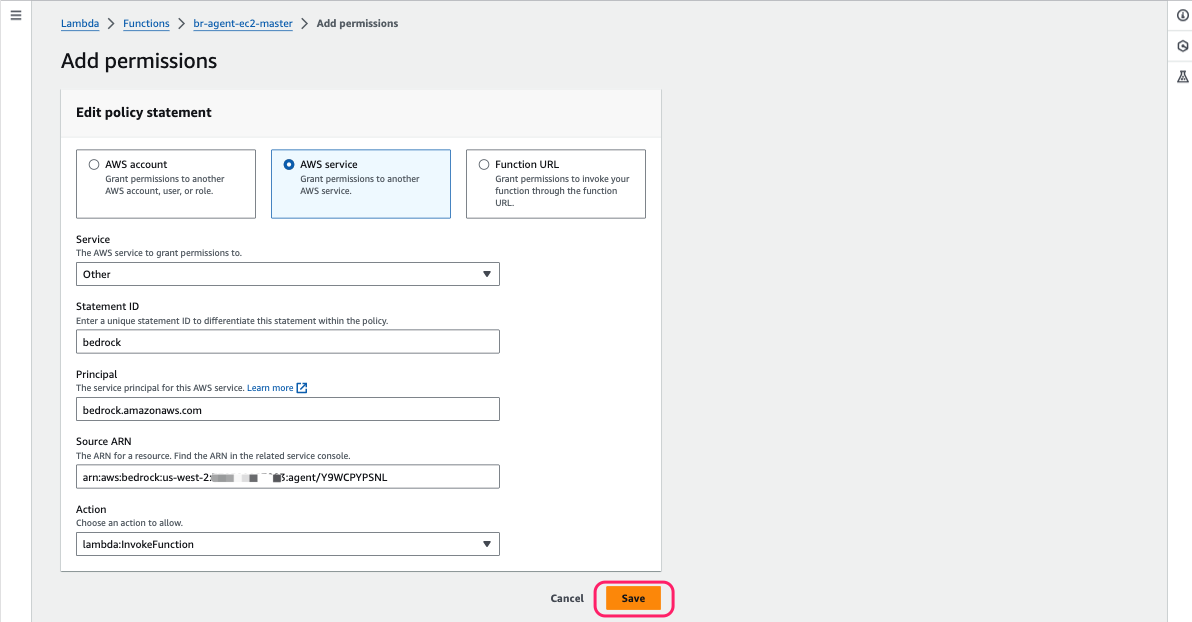 Lambda > Functions > br-agent-ec2-master > Add permissions
Add permissions
Edit policy statement
AWS account
Grant permissions to another
AWS account, user, or role.
AWS service
Grant permissions to another
AWS service.
Function URL
Grant permissions to invoke your
function through the function
URL.
Service
The AWS service to grant permissions to.
Other
Statement ID
Enter a unique statement ID to differentiate this statement within the policy.
bedrock
Principal
The service principal for this AWS service. Learn more
bedrock.amazonaws.com
Source ARN
The ARN for a resource. Find the ARN in the related service console.
arn:aws:bedrock:us-west-2: :agent/Y9WCPYPSNL
Action
Choose an action to allow.
lambda:InvokeFunction
Cancel
Save